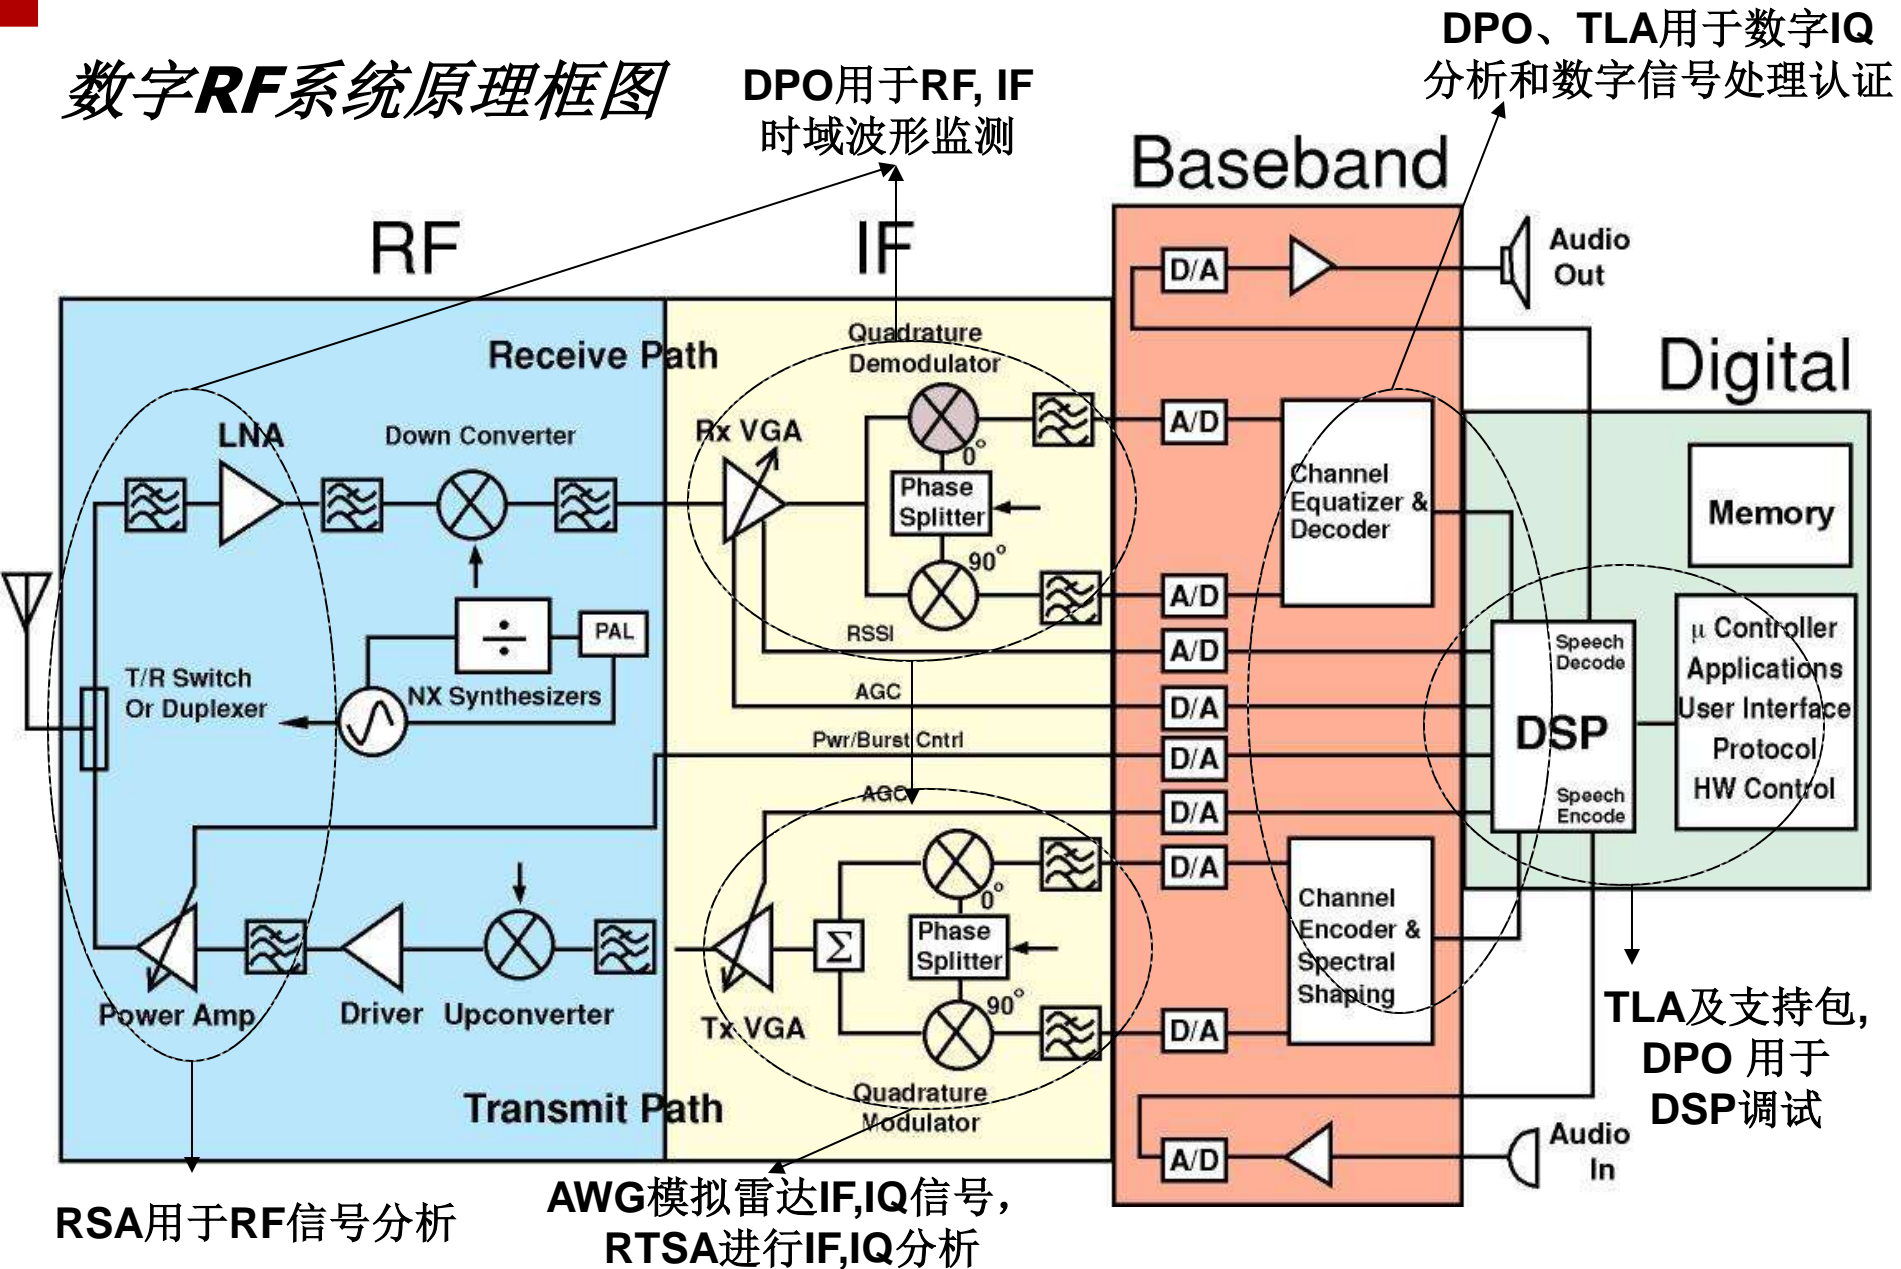 DPO、TLA用于数字IQ
分析和数字信号处理认证
数字RF系统原理框图
DPO用于RF, IF
时域波形监测
Baseband
RF
IF
Digital
D/A
Audio
Out
Receive Path
Quadrature
Demodulator
LNA
Down Converter
Rx VGA
0°
A/D
Phase
Splitter
90°
A/D
Channel
Equatizer &
Decoder
Memory
PAL
÷
NX Synthesizers
T/R Switch
Or Duplexer
RSSI
A/D
AGC
D/A
Pwr/Burst Cntrl
D/A
AGC
D/A
Speech
Decode
DSP
Speech
Encode
μ Controller
Applications
User Interface
Protocol
HW Control
D/A
0°
Phase
Splitter
90°
Σ
Channel
Encoder &
Spectral
Shaping
D/A
Power Amp
Driver
Upconverter
Tx VGA
Quadrature
Modulator
Transmit Path
A/D
Audio
In
TLA及支持包,
DPO 用于
DSP调试
RSA用于RF信号分析
AWG模拟雷达IF,IQ信号，
RTSA进行IF,IQ分析